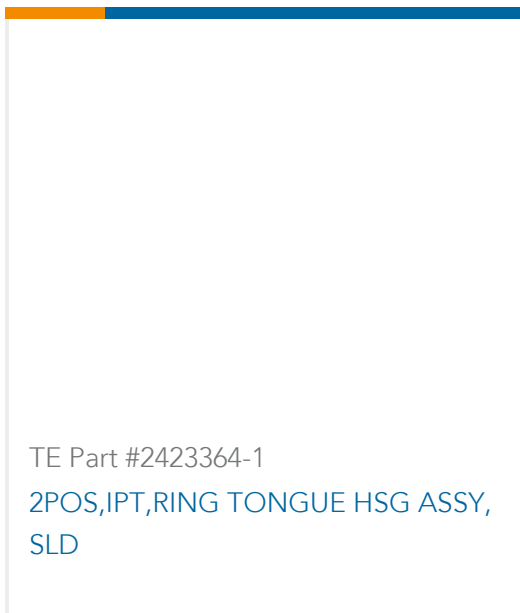 TE Part #2423364-1
2POS,IPT,RING TONGUE HSG ASSY,
SLD